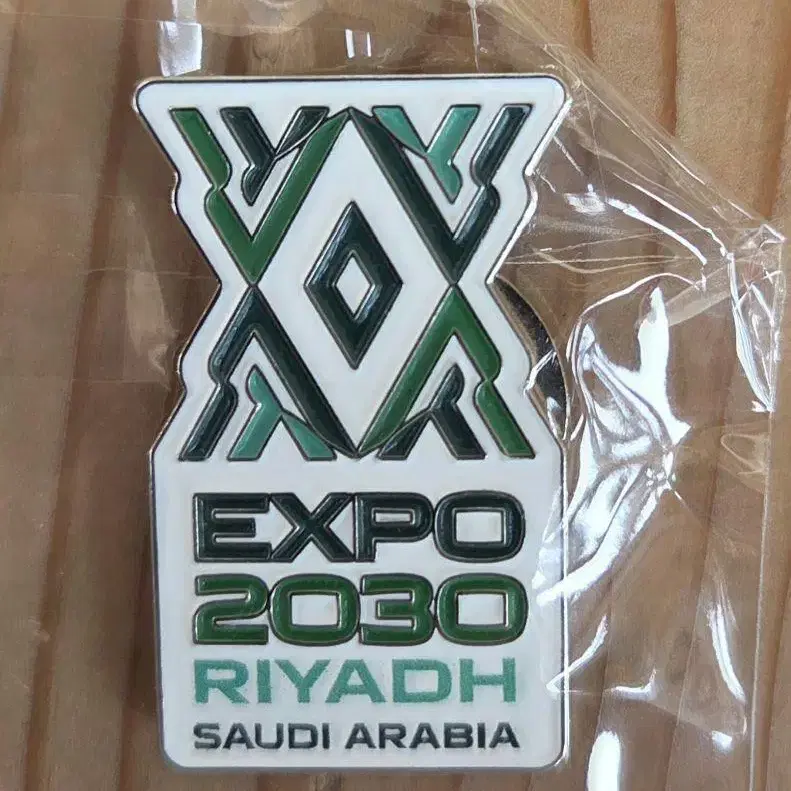 EXPO
2030
RIYADH
SAUDI ARABIA